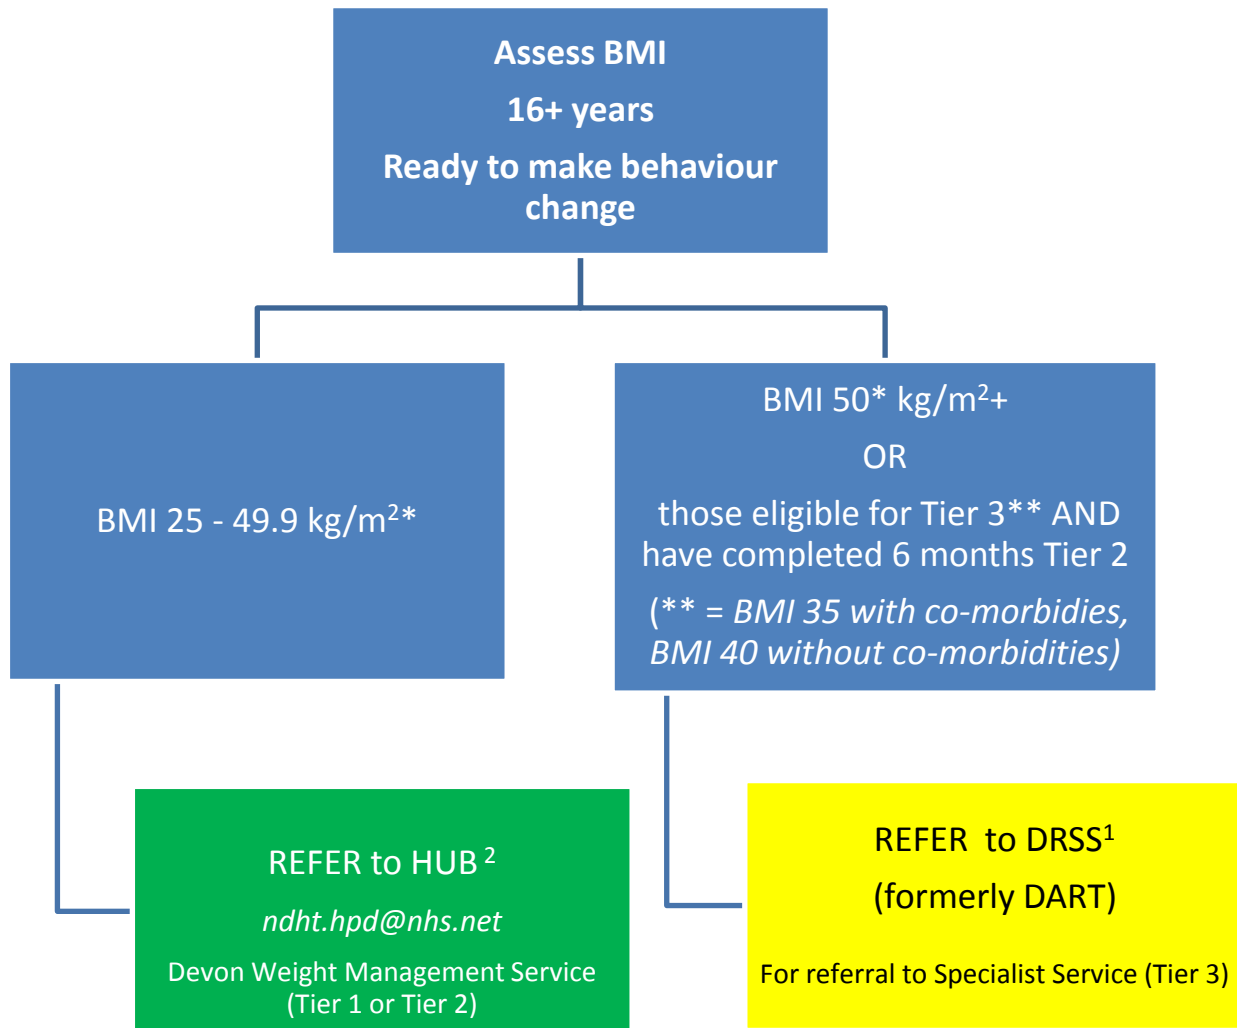 Assess BMI
16+ years
Ready to make behaviour
change
BMI 25 - 49.9 kg/m²*
BMI 50* kg/m²+
OR
those eligible for Tier 3** AND
have completed 6 months Tier 2
(** = BMI 35 with co-morbidies,
BMI 40 without co-morbidities)
REFER to HUB ²
ndht.hpd@nhs.net
Devon Weight Management Service
(Tier 1 or Tier 2)
REFER to DRSS¹
(formerly DART)
For referral to Specialist Service (Tier 3)